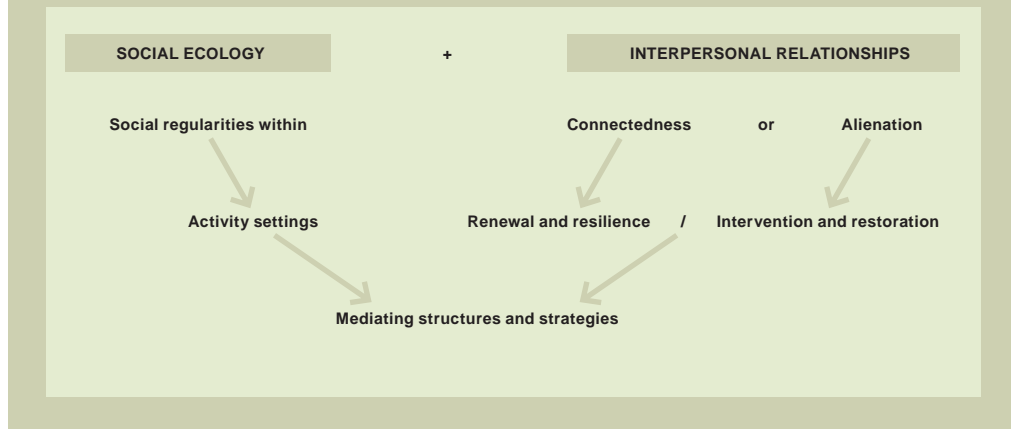 SOCIAL ECOLOGY + INTERPERSONAL RELATIONSHIPS
Social regularities within Connectedness or Alienation
Activity settings Renewal and resilience / Intervention and restoration
Mediating structures and strategies